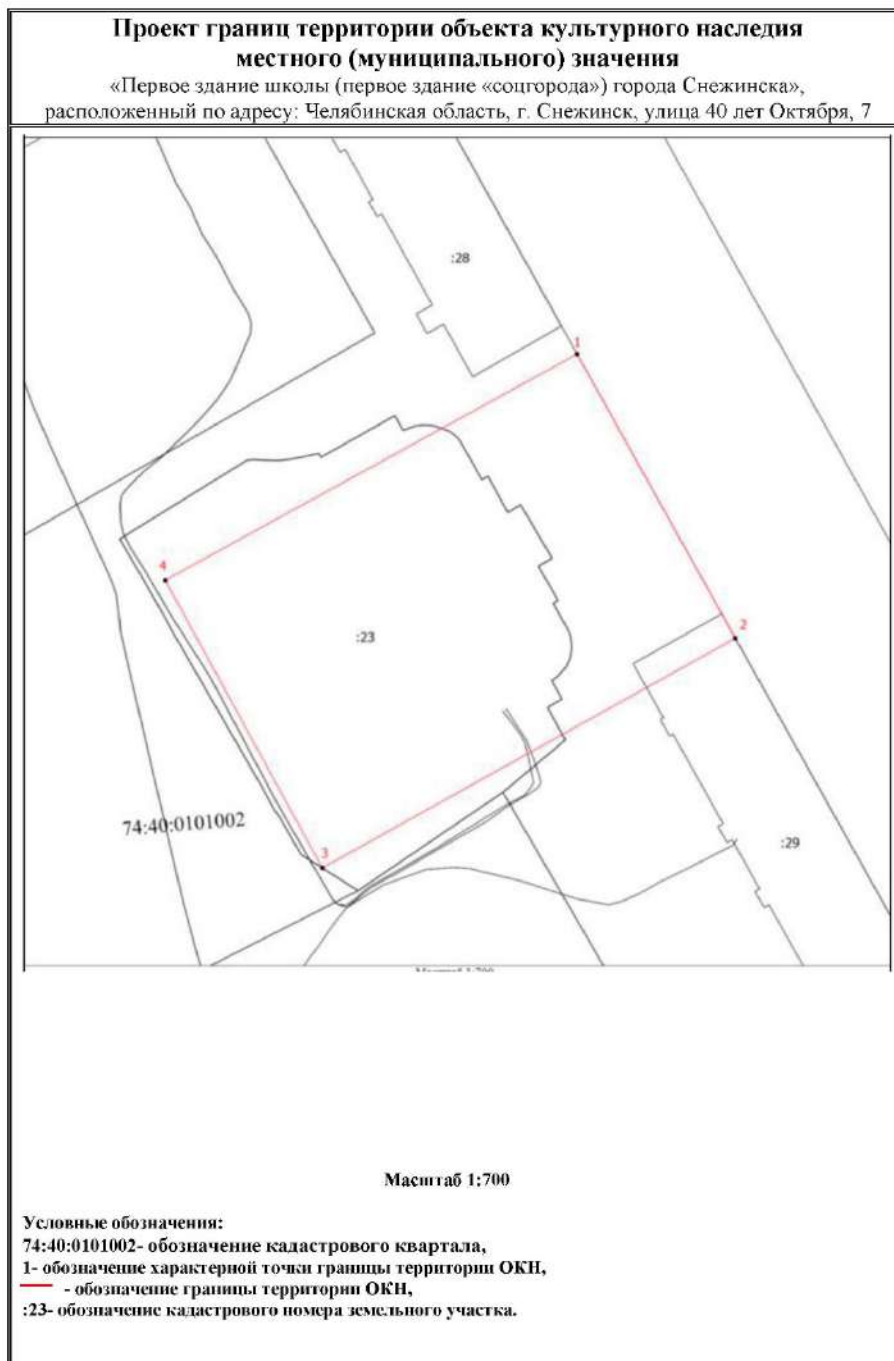 Проект границ территории объекта культурного наследия
местного (муниципального) значения
«Первое здание школы (первое здание «соцгорода») города Снежинска»,
расположенный по адресу: Челябинская область, г. Снежинск, улица 40 лет Октября, 7
:28
1
4
:23
2
74:40:0101002
3
:29
Масштаб 1:700
Масштаб 1:700
Условные обозначения:
74:40:0101002- обозначение кадастрового квартала,
1- обозначение характерной точки границы территории ОКН,
- обозначение границы территории ОКН,
:23- обозначение кадастрового номера земельного участка.